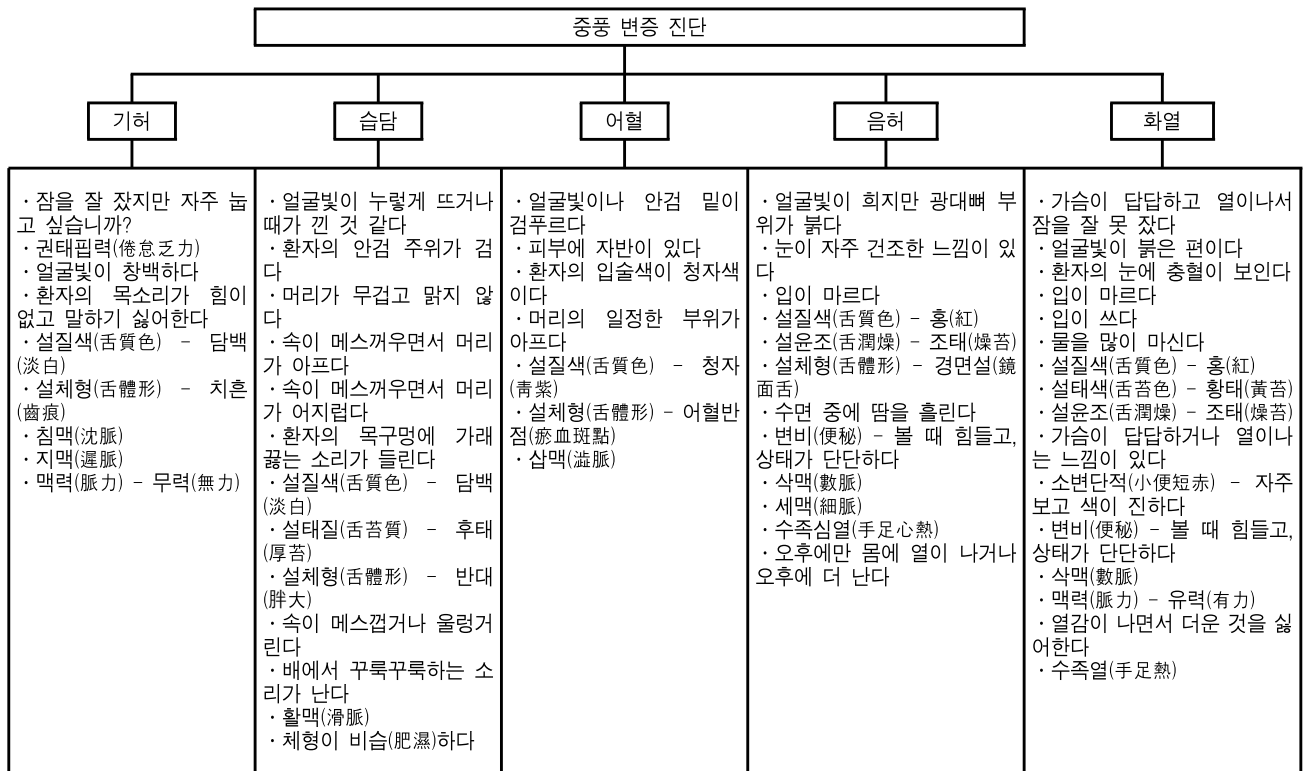 중풍 변증 진단
기허
습담
어혈
음허
화열
· 잠을 잘 잤지만 자주 눕
고 싶습니까?
· 권태핍력(倦怠乏力)
· 얼굴빛이 창백하다
· 환자의 목소리가 힘이
없고 말하기 싫어한다
· 설질색(舌質色) – 담백
(淡白)
· 설체형(舌體形) – 치흔
(齒痕)
· 침맥(沈脈)
· 지맥(遲脈)
· 맥력(脈力) – 무력(無力)
· 얼굴빛이 누렇게 뜨거나
때가 낀 것 같다
· 환자의 안검 주위가 검
다
· 머리가 무겁고 맑지 않
다
· 속이 메스꺼우면서 머리
가 아프다
· 속이 메스꺼우면서 머리
가 어지럽다
· 환자의 목구멍에 가래
끓는 소리가 들린다
· 설질색(舌質色) – 담백
(淡白)
· 설태질(舌苔質) – 후태
(厚苔)
· 설체형(舌體形) – 반대
(胖大)
· 속이 메스껍거나 울렁거
린다
· 배에서 꾸룩꾸룩하는 소
리가 난다
· 활맥(滑脈)
· 체형이 비습(肥濕)하다
· 얼굴빛이나 안검 밑이
검푸르다
· 피부에 자반이 있다
· 환자의 입술색이 청자색
이다
· 머리의 일정한 부위가
아프다
· 설질색(舌質色) – 청자
(靑紫)
· 설체형(舌體形) – 어혈반
점(瘀血斑點)
· 삽맥(澁脈)
· 얼굴빛이 희지만 광대뼈 부
위가 붉다
· 눈이 자주 건조한 느낌이 있
다
· 입이 마르다
· 설질색(舌質色) – 홍(紅)
· 설윤조(舌潤燥) – 조태(燥苔)
· 설체형(舌體形) – 경면설(鏡
面舌)
· 수면 중에 땀을 흘린다
· 변비(便秘) – 볼 때 힘들고,
상태가 단단하다
· 삭맥(數脈)
· 세맥(細脈)
· 수족심열(手足心熱)
· 오후에만 몸에 열이 나거나
오후에 더 난다
· 가슴이 답답하고 열이나서
잠을 잘 못 잤다
· 얼굴빛이 붉은 편이다
· 환자의 눈에 충혈이 보인다
· 입이 마르다
· 입이 쓰다
· 물을 많이 마신다
· 설질색(舌質色) – 홍(紅)
· 설태색(舌苔色) – 황태(黃苔)
· 설윤조(舌潤燥) – 조태(燥苔)
· 가슴이 답답하거나 열이나
는 느낌이 있다
· 소변단적(小便短赤) – 자주
보고 색이 진하다
· 변비(便秘) – 볼 때 힘들고,
상태가 단단하다
· 삭맥(數脈)
· 맥력(脈力) – 유력(有力)
· 열감이 나면서 더운 것을 싫
어한다
· 수족열(手足熱)